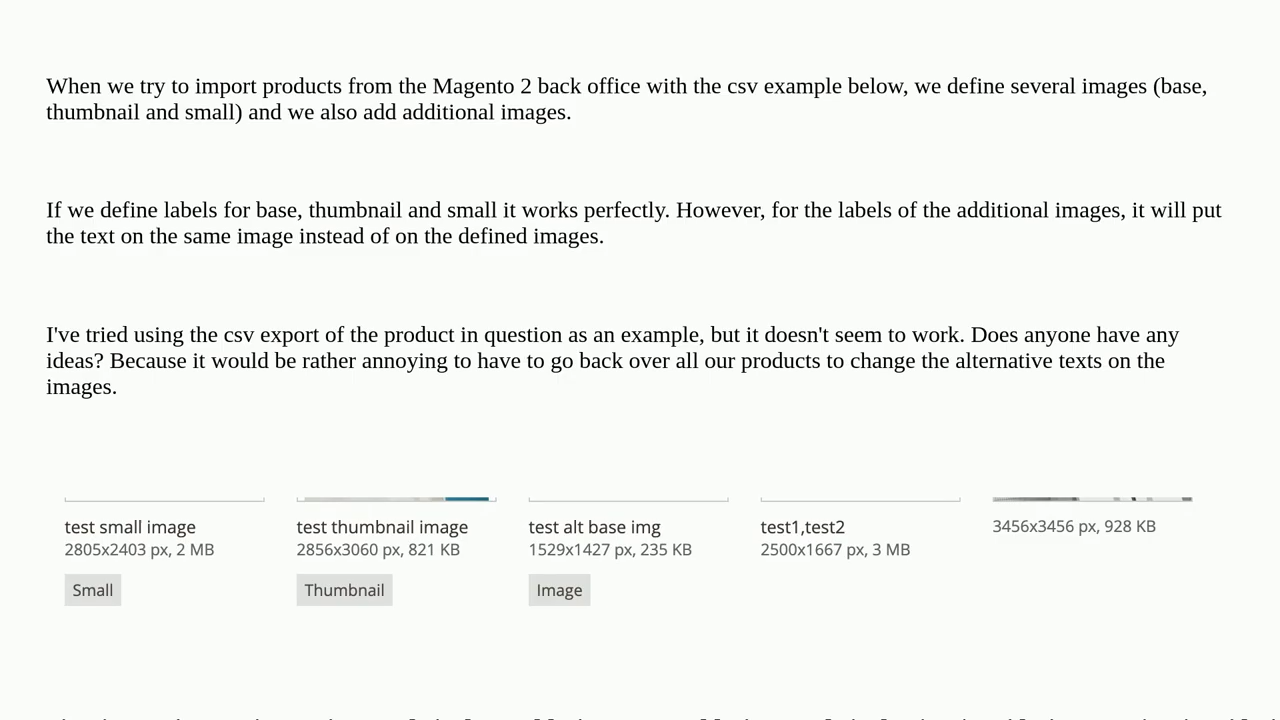 When we try to import products from the Magento 2 back office with the csv example below, we define several images (base,
thumbnail and small) and we also add additional images.
If we define labels for base, thumbnail and small it works perfectly. However, for the labels of the additional images, it will put
the text on the same image instead of on the defined images.
I've tried using the csv export of the product in question as an example, but it doesn't seem to work. Does anyone have any
ideas? Because it would be rather annoying to have to go back over all our products to change the alternative texts on the
images.
test small image
2805x2403 px, 2 MB
Small
test thumbnail image
2856x3060 px, 821 KB
Thumbnail
test alt base img
1529x1427 px, 235 KB
Image
test1,test2
2500x1667 px, 3 MB
3456x3456 px, 928 KB